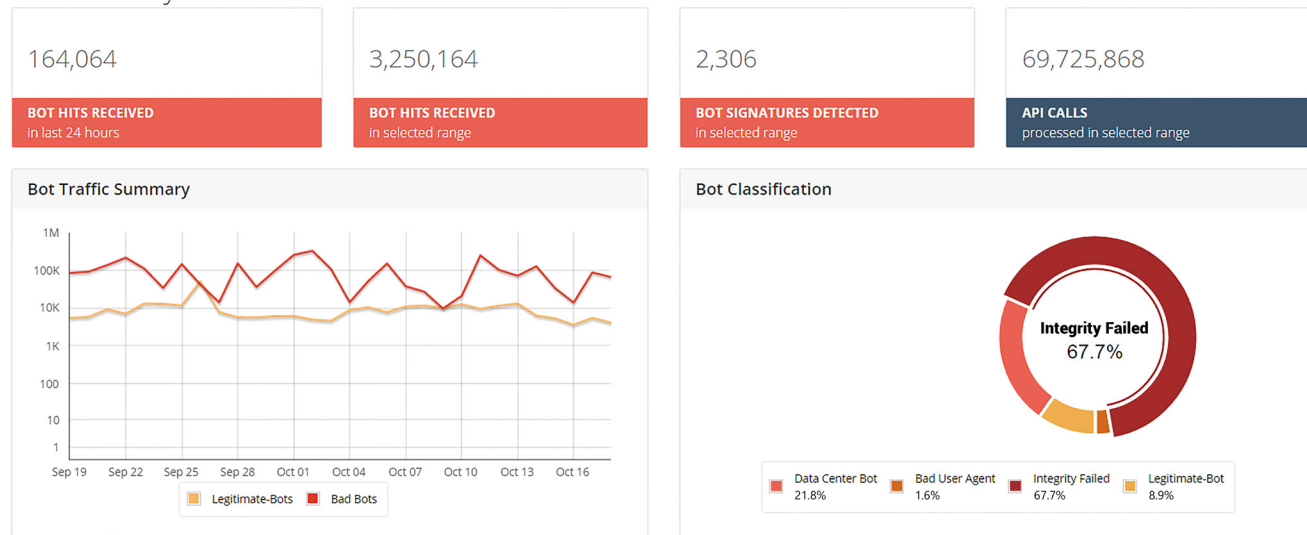 164,064
BOT HITS RECEIVED
in last 24 hours
3,250,164
BOT HITS RECEIVED
in selected range
2,306
BOT SIGNATURES DETECTED
in selected range
69,725,868
API CALLS
processed in selected range
Bot Traffic Summary
1M
100K
10K
1K
100
10
1
Sep 19 Sep 22 Sep 25 Sep 28 Oct 01 Oct 04 Oct 07 Oct 10 Oct 13 Oct 16
Legitimate-Bots Bad Bots
Bot Classification
Integrity Failed
67.7%
Data Center Bot Bad User Agent Integrity Failed Legitimate-Bot
21.8% 1.6% 67.7% 8.9%